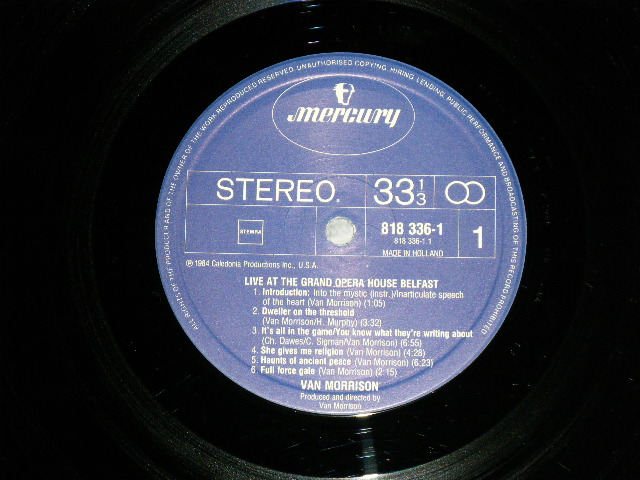 ALL RIGHTS OF THE PRODUCER AND OF THE OWNER OF THE WORK REPRODUCED RESERVED. UNAUTHORISED COPYING, HIRING, LENDING, PUBLIC PERFORMANCE AND BROADCASTING OF THIS RECORD PROHIBITED
mercury
STEREO. 33 1/3
STEMRA
818 336-1
818 336-1.1
MADE IN HOLLAND
1
℗ 1984 Caledonia Productions Inc., U.S.A.
LIVE AT THE GRAND OPERA HOUSE BELFAST
1. Introduction: Into the mystic (instr.)/Inarticulate speech
of the heart (Van Morrison) (1:05)
2. Dweller on the threshold
(Van Morrison/H. Murphy) (3:32)
3. It's all in the game/You know what they're writing about
(Ch. Dawes/C. Sigman/Van Morrison) (6:55)
4. She gives me religion (Van Morrison) (4:28)
5. Haunts of ancient peace (Van Morrison) (6:23)
6 Full force gale (Van Morrison) (2:15)
VAN MORRISON
Produced and directed by
Van Morrison